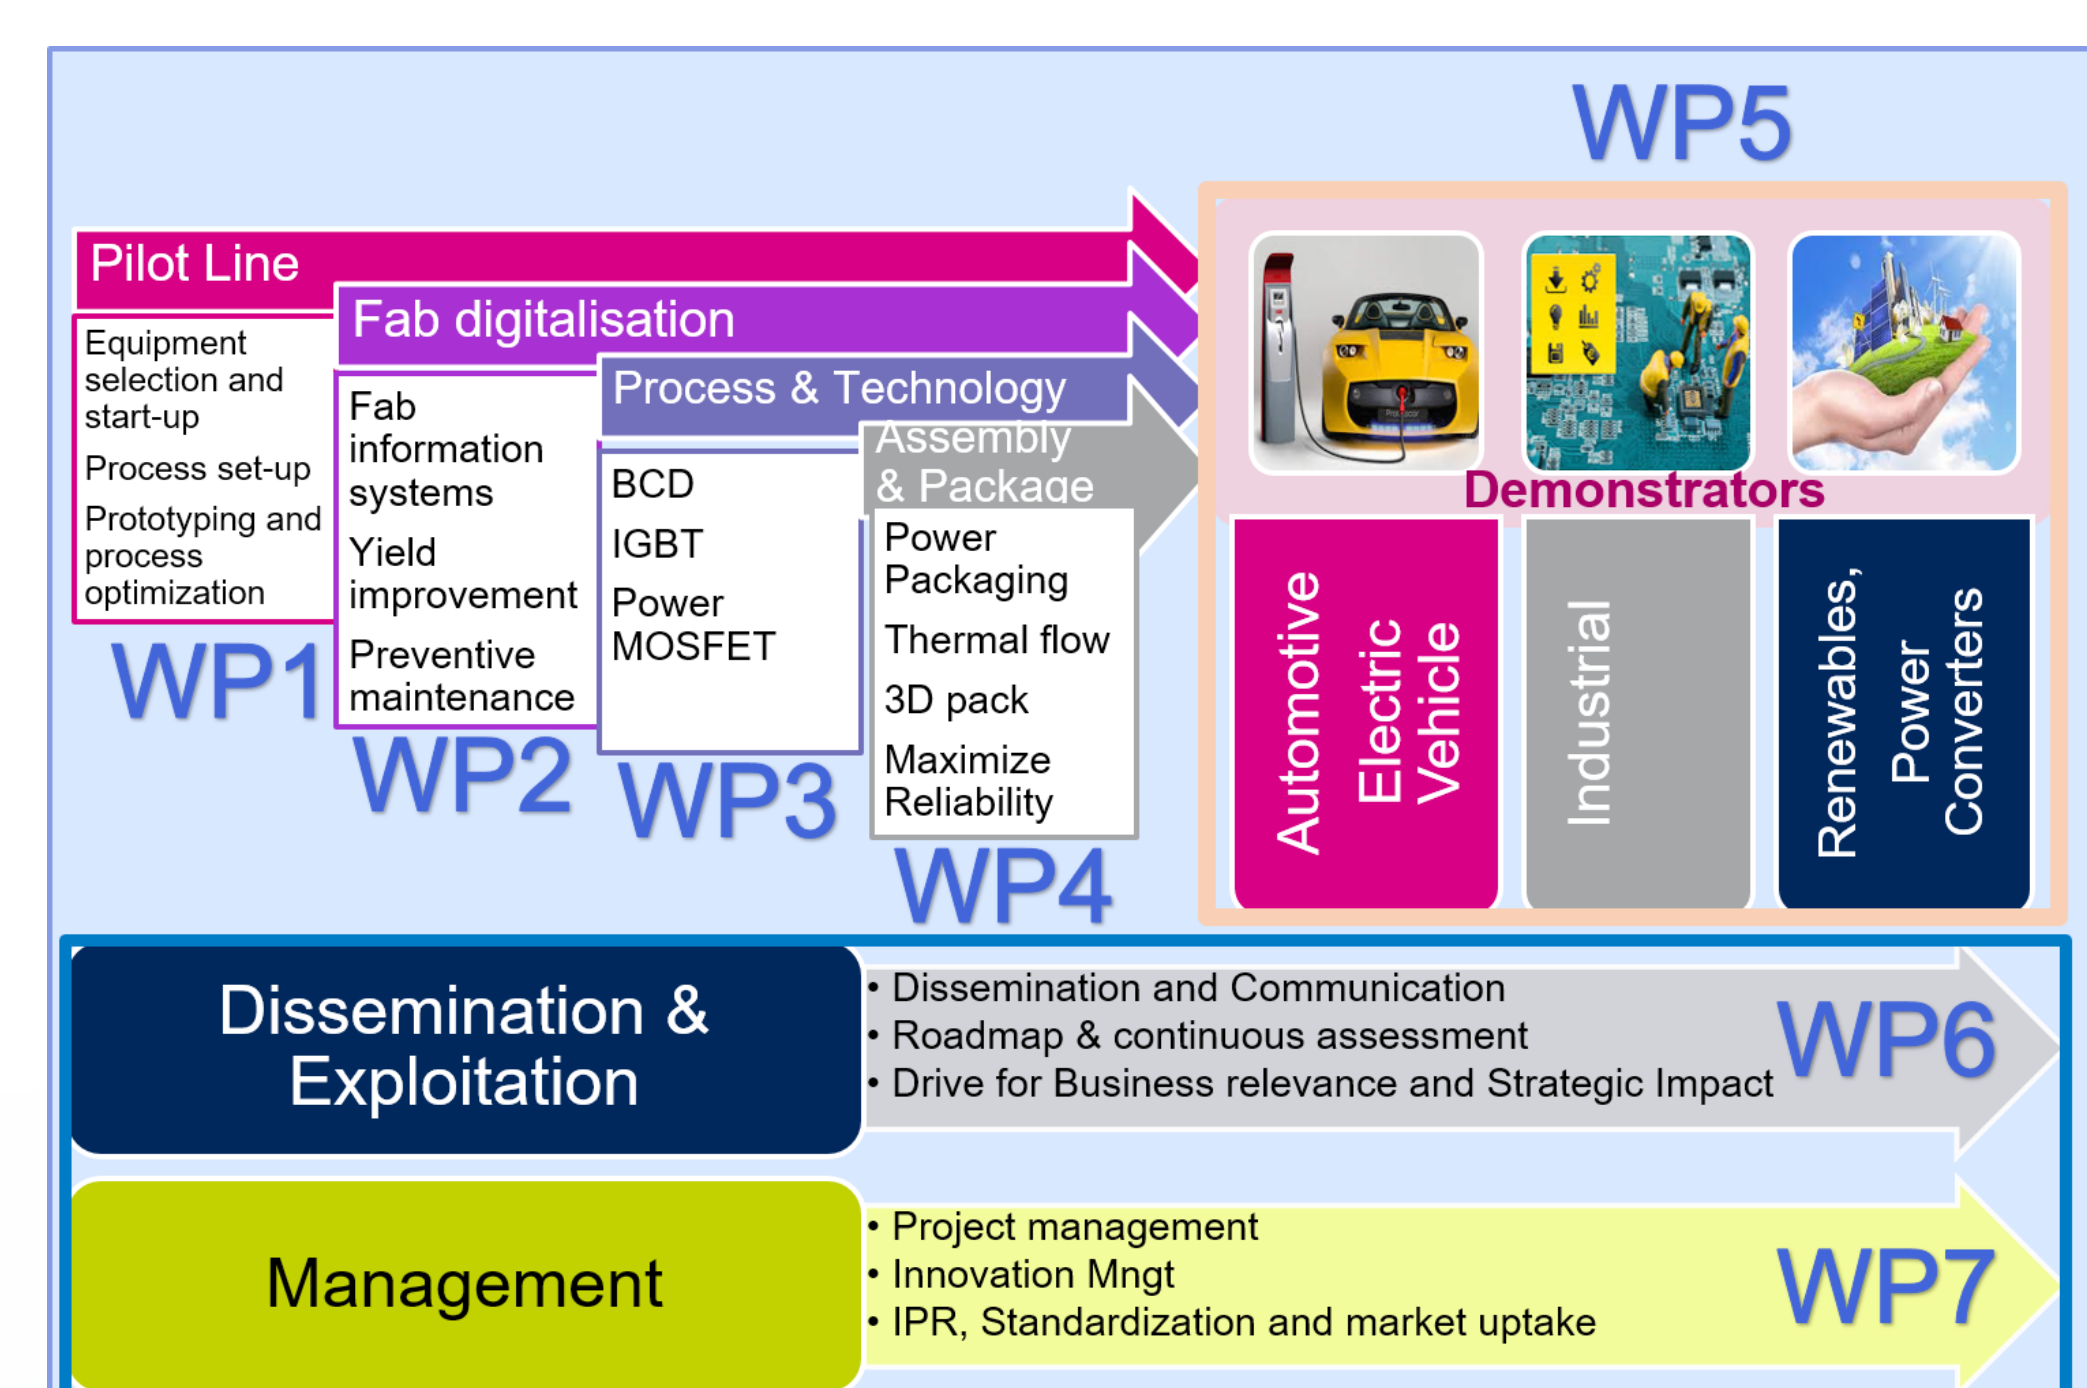 WP5
Pilot Line
Equipment
selection and
start-up
Process set-up
Prototyping and
process
optimization
WP1
Fab digitalisation
Fab
information
systems
Yield
improvement
Preventive
maintenance
WP2
Process & Technology
BCD
IGBT
Power
MOSFET
WP3
Assembly
& Package
Power
Packaging
Thermal flow
3D pack
Maximize
Reliability
WP4
Demonstrators
Automotive
Electric
Vehicle
Industrial
Renewables,
Power
Converters
Dissemination &
Exploitation
• Dissemination and Communication
• Roadmap & continuous assessment
• Drive for Business relevance and Strategic Impact
WP6
Management
• Project management
• Innovation Mngt
• IPR, Standardization and market uptake
WP7